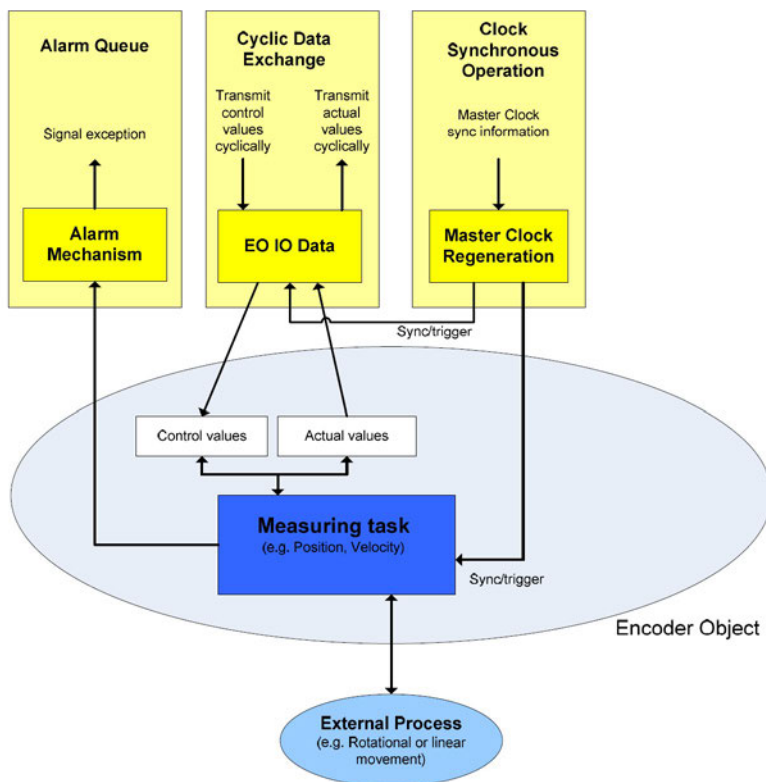 Alarm Queue
Signal exception
Alarm
Mechanism
Cyclic Data
Exchange
Transmit
control
values
cyclically
Transmit
actual
values
cyclically
EO IO Data
Clock
Synchronous
Operation
Master Clock
sync information
Master Clock
Regeneration
Sync/trigger
Control values
Actual values
Measuring task
(e.g. Position, Velocity)
Sync/trigger
Encoder Object
External Process
(e.g. Rotational or linear
movement)